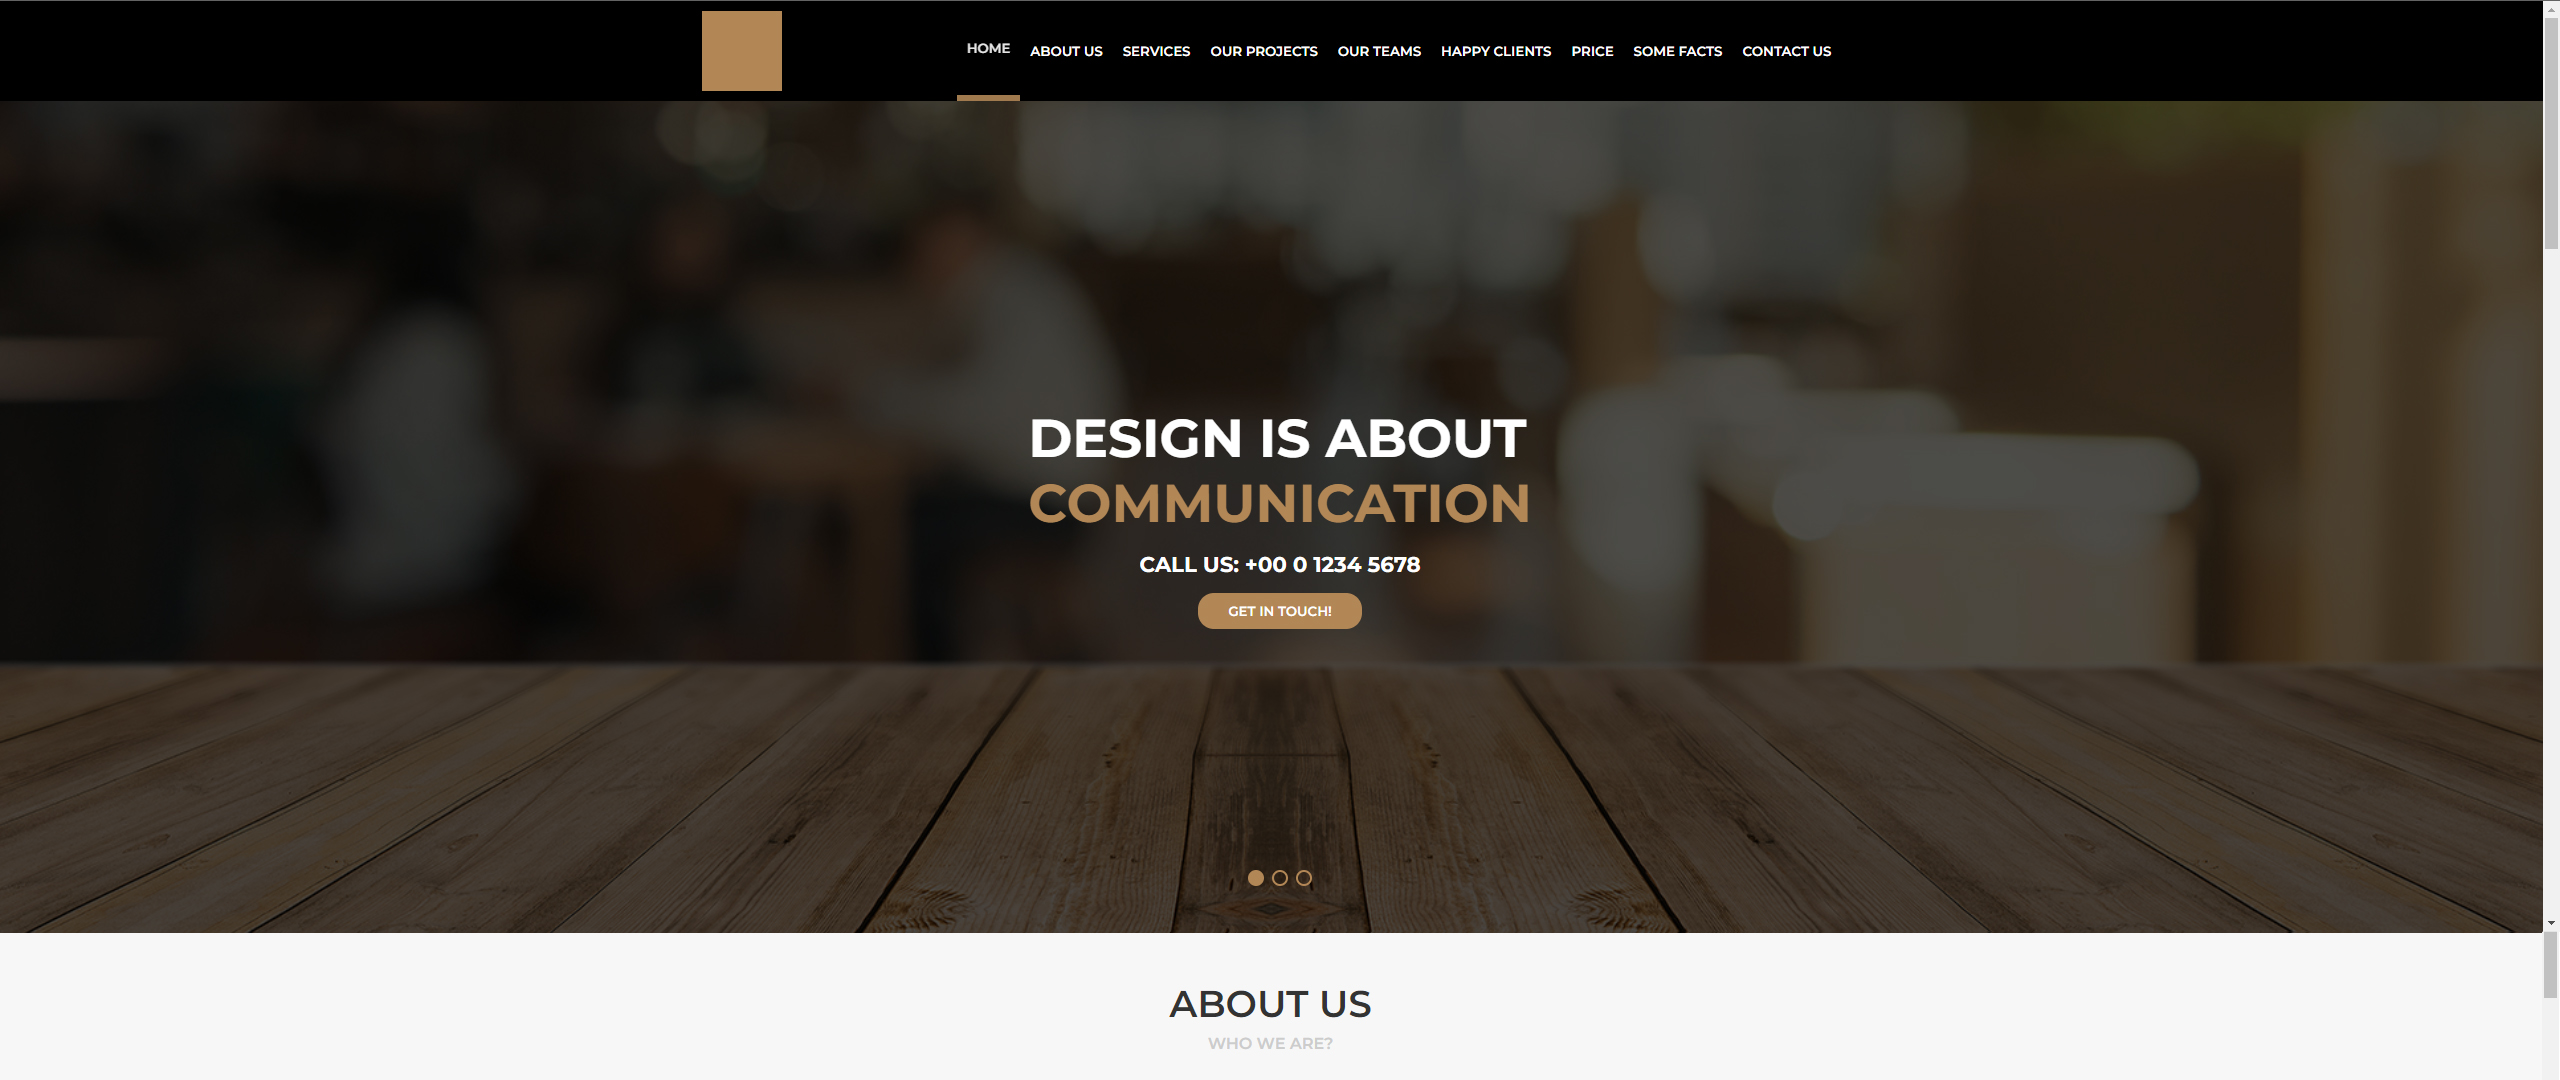 HOME ABOUT US SERVICES OUR PROJECTS OUR TEAMS HAPPY CLIENTS PRICE SOME FACTS CONTACT US
DESIGN IS ABOUT
COMMUNICATION
CALL US: +00 0 1234 5678
GET IN TOUCH!
ABOUT US
WHO WE ARE?